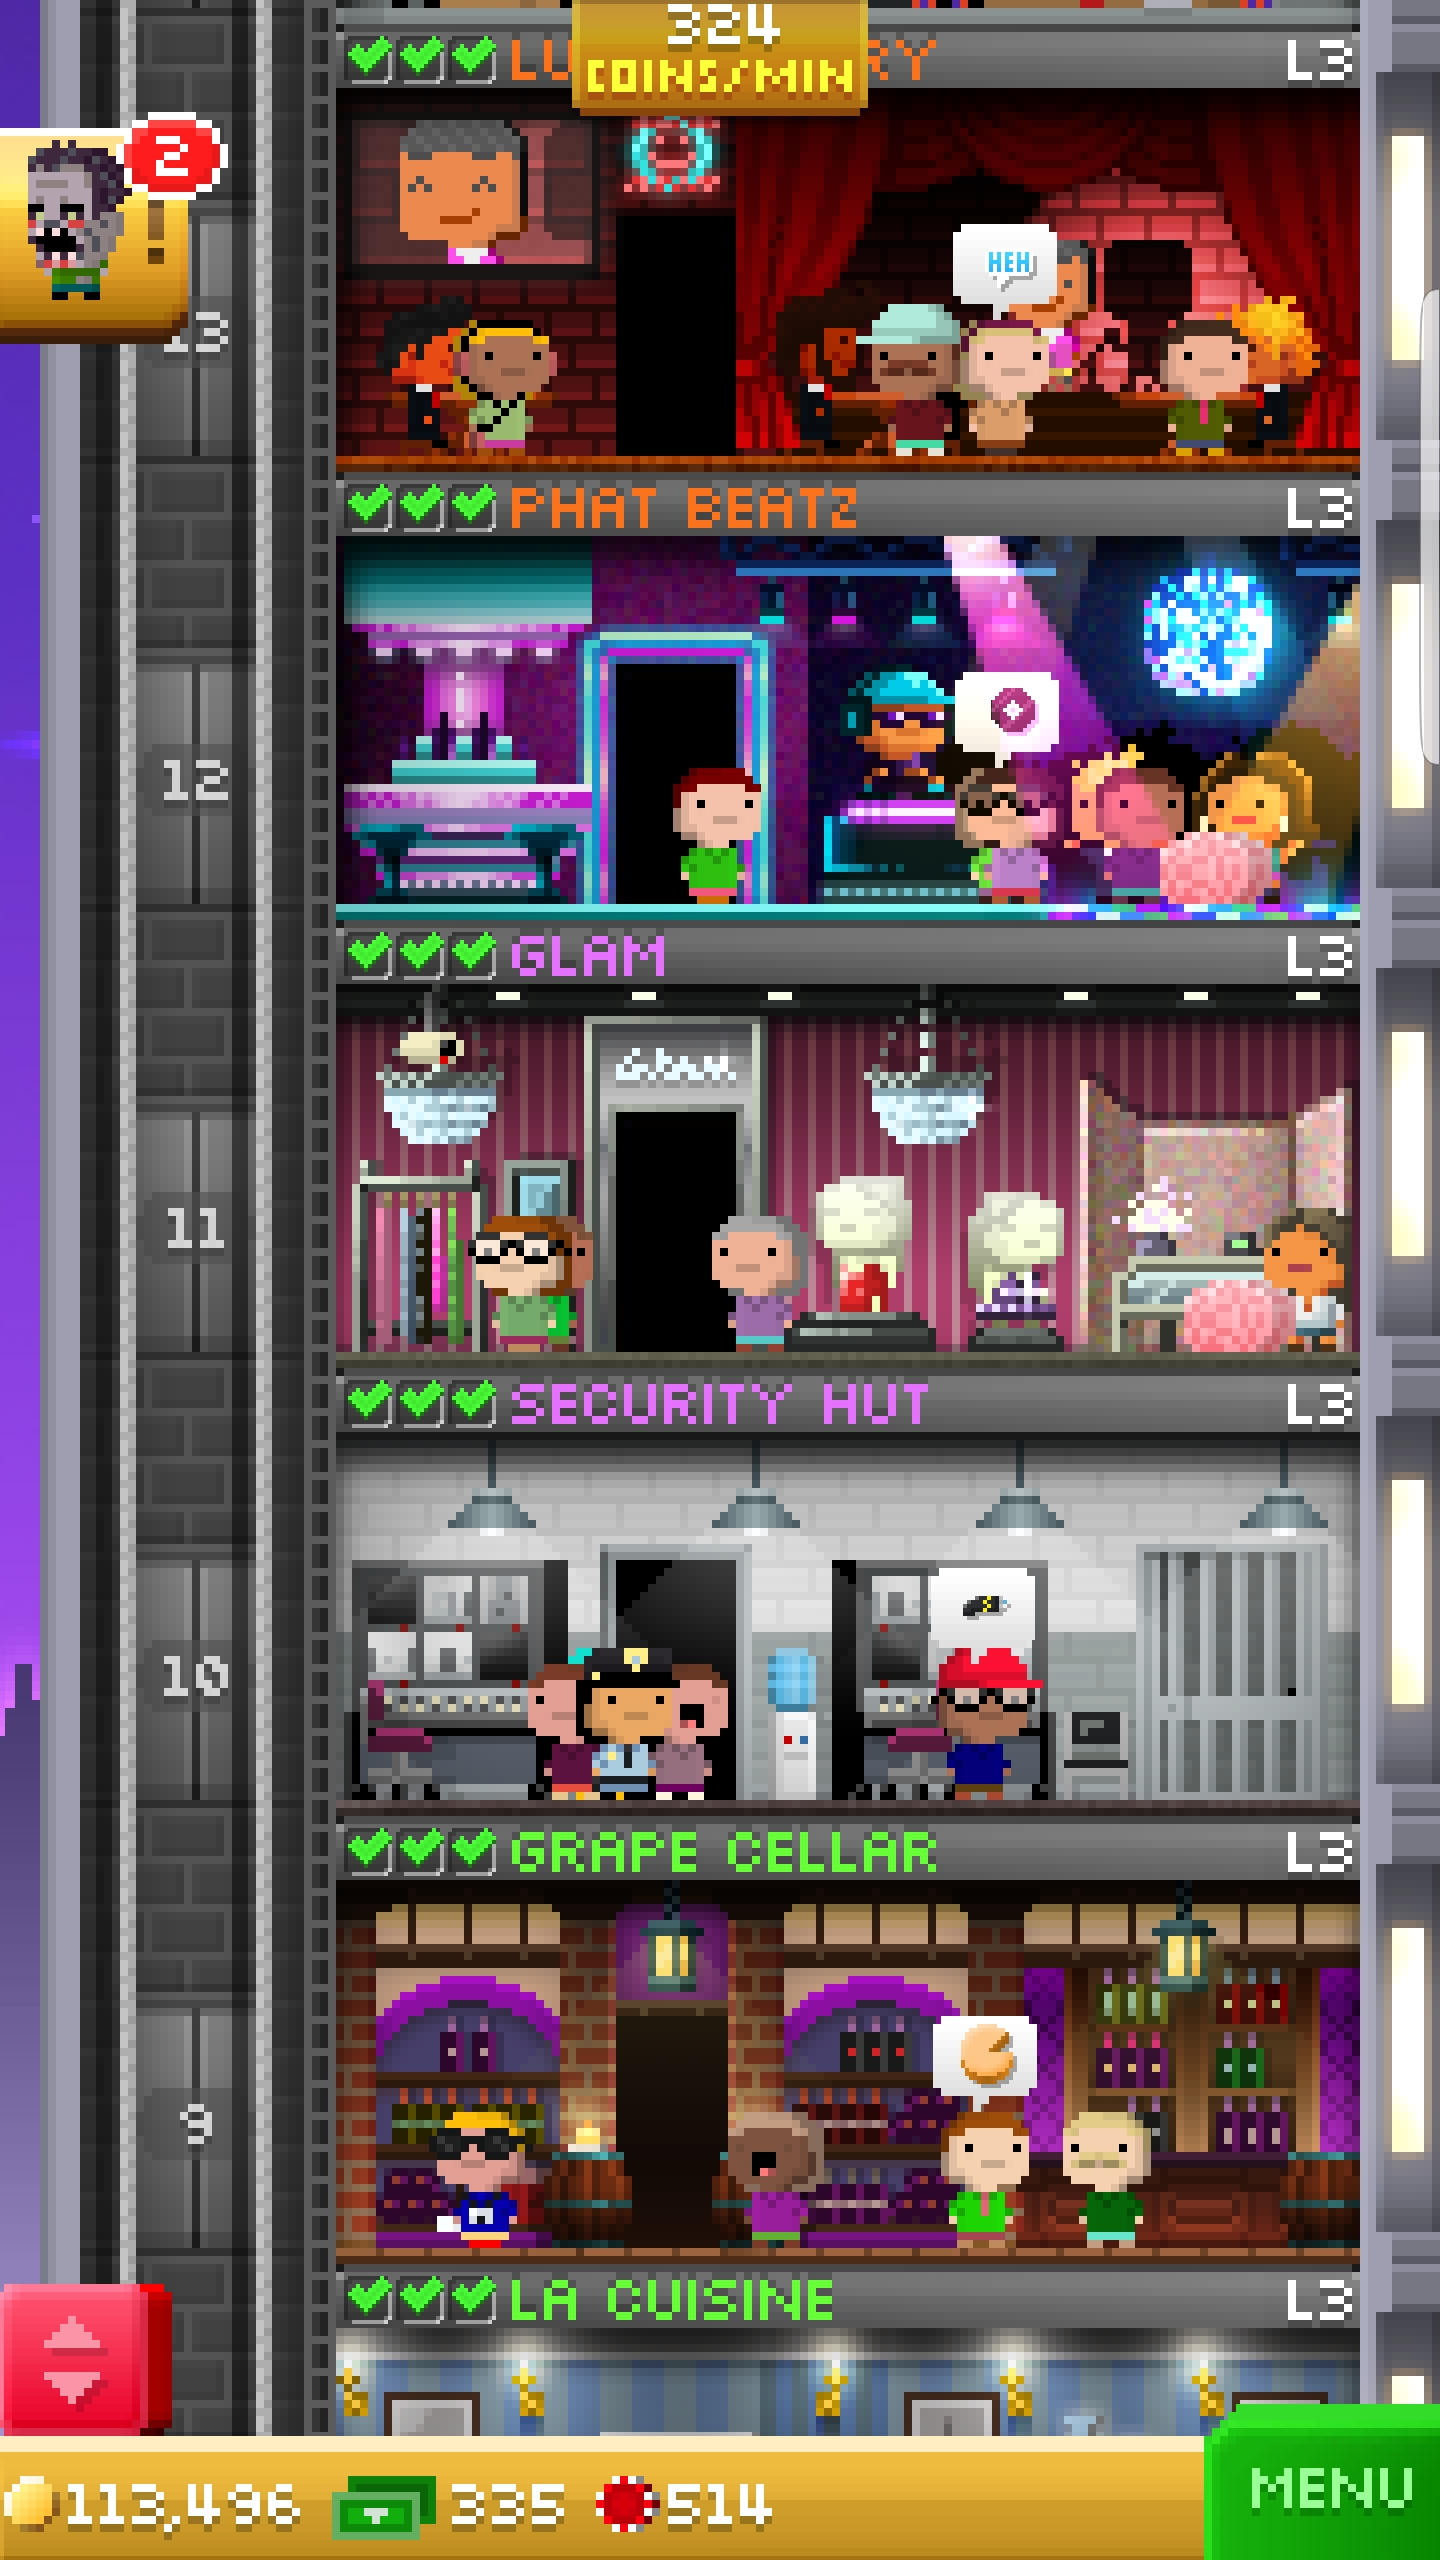 324
COINS/MIN
LU RY L3
2
!
HEH
13
PHAT BEATZ L3
12
GLAM L3
Glam
11
SECURITY HUT L3
10
GRAPE CELLAR L3
9
LA CUISINE L3
113,496 335 514
MENU